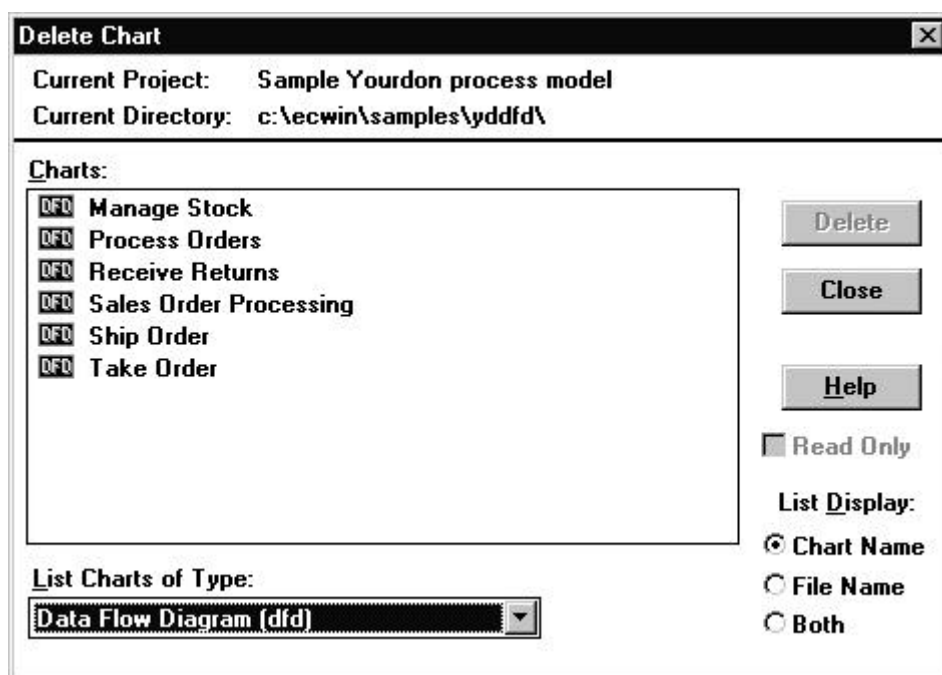 Delete Chart
Current Project: Sample Yourdon process model
Current Directory: c:\ecwin\samples\yddfd\
Charts:
DFD Manage Stock
DFD Process Orders
DFD Receive Returns
DFD Sales Order Processing
DFD Ship Order
DFD Take Order
Delete
Close
Help
Read Only
List Display:
Chart Name
File Name
Both
List Charts of Type:
Data Flow Diagram (dfd)